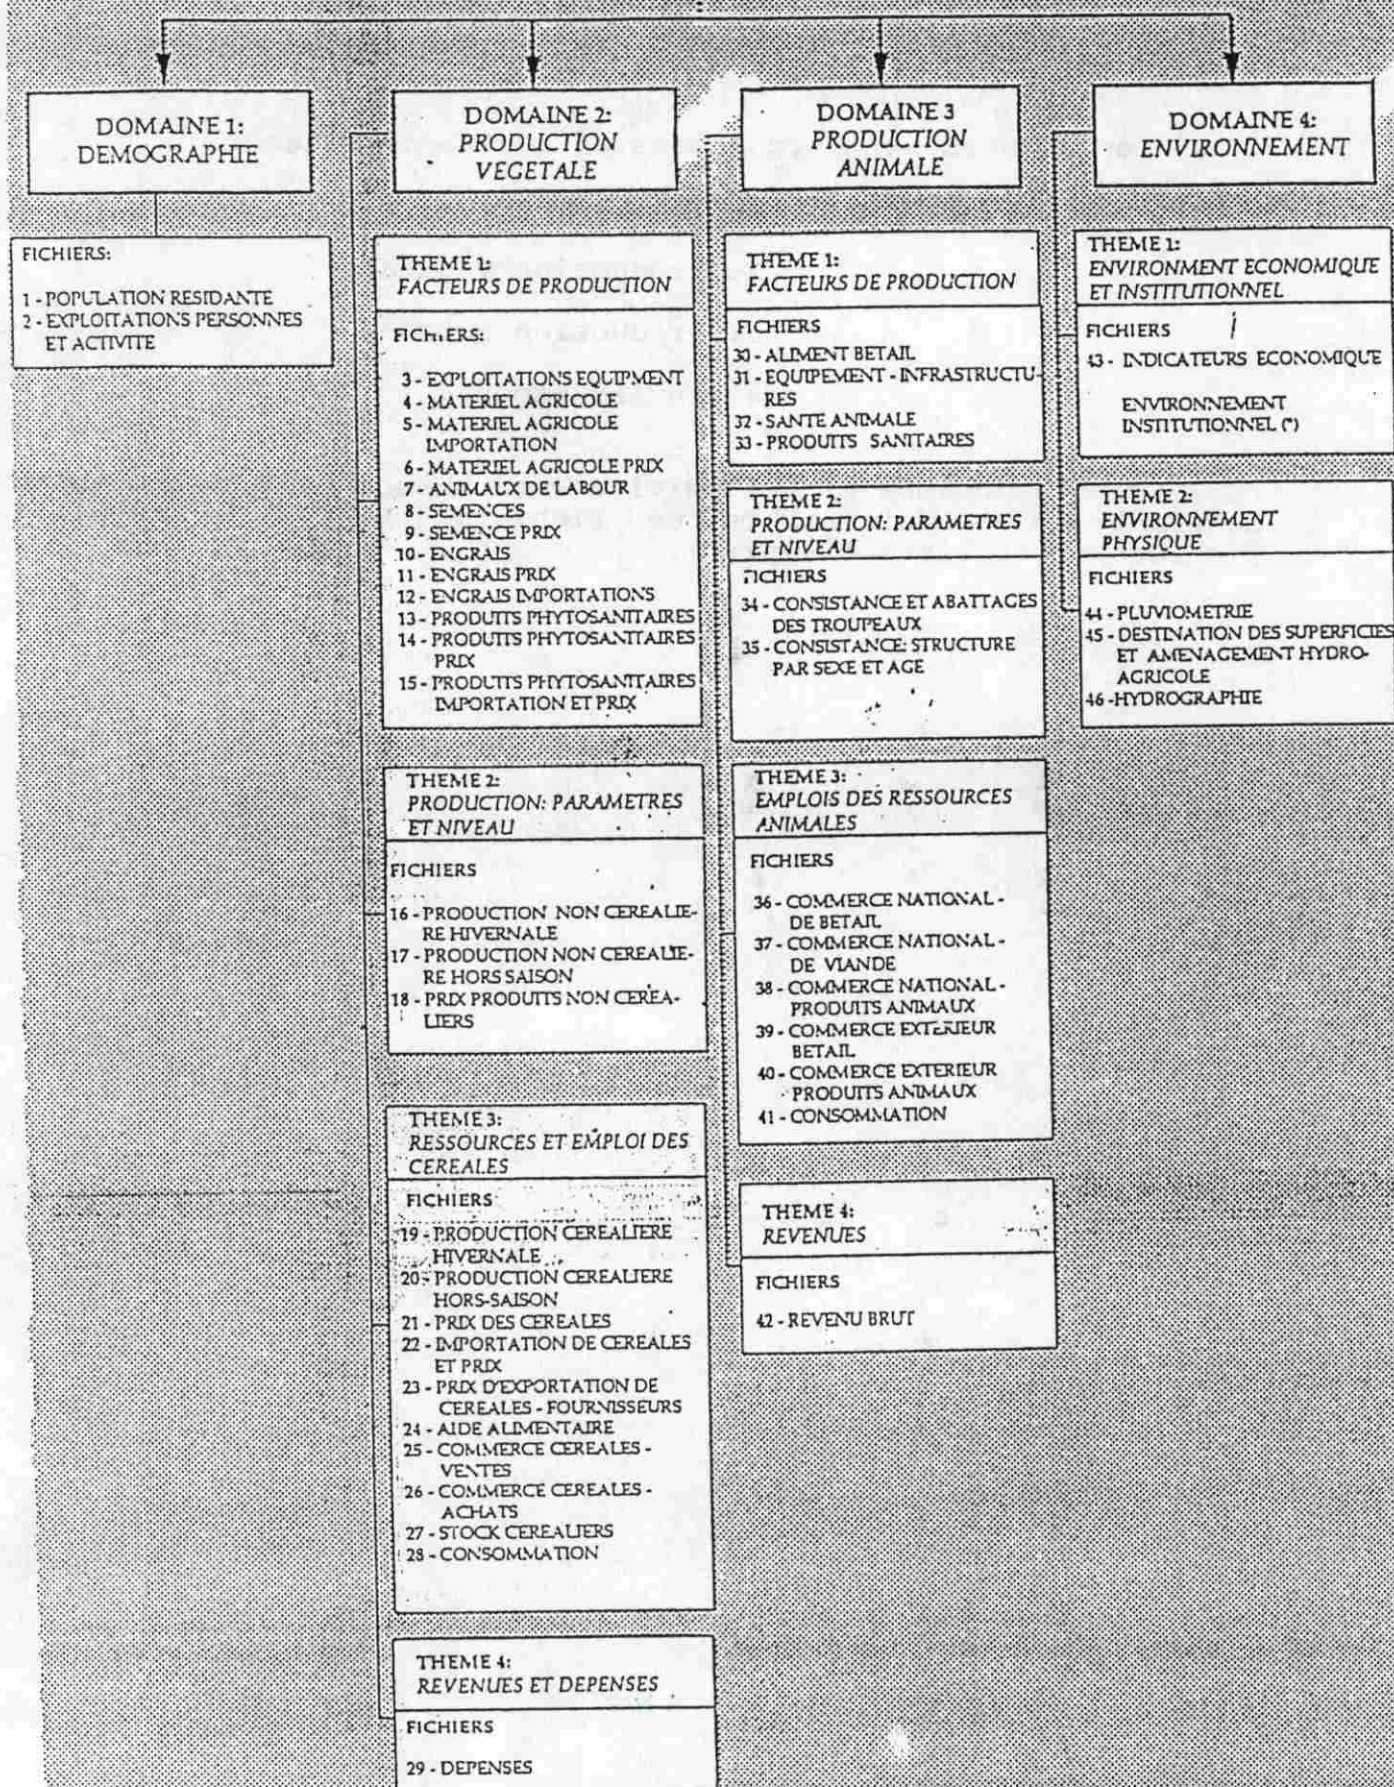 DOMAINE 1:
DEMOGRAPHIE
FICHIERS:
1 - POPULATION RESIDANTE
2 - EXPLOITATIONS PERSONNES
ET ACTIVITE
DOMAINE 2:
PRODUCTION
VEGETALE
THEME 1:
FACTEURS DE PRODUCTION
FICHIERS:
3 - EXPLOITATIONS EQUIPMENT
4 - MATERIEL AGRICOLE
5 - MATERIEL AGRICOLE
IMPORTATION
6 - MATERIEL AGRICOLE PRIX
7 - ANIMAUX DE LABOUR
8 - SEMENCES
9 - SEMENCE PRIX
10 - ENGRAIS
11 - ENGRAIS PRIX
12 - ENGRAIS IMPORTATIONS
13 - PRODUITS PHYTOSANITAIRES
14 - PRODUITS PHYTOSANITAIRES
PRIX
15 - PRODUITS PHYTOSANITAIRES
IMPORTATION ET PRIX
THEME 2:
PRODUCTION: PARAMETRES
ET NIVEAU
FICHIERS
16 - PRODUCTION NON CEREALIE-
RE HIVERNALE
17 - PRODUCTION NON CEREALIE-
RE HORS SAISON
18 - PRIX PRODUITS NON CEREA-
LIERS
THEME 3:
RESSOURCES ET EMPLOI DES
CEREALES
FICHIERS
19 - PRODUCTION CEREALIERE
HIVERNALE
20 - PRODUCTION CEREALIERE
HORS-SAISON
21 - PRIX DES CEREALES
22 - IMPORTATION DE CEREALES
ET PRIX
23 - PRIX D'EXPORTATION DE
CEREALES - FOURNISSEURS
24 - AIDE ALIMENTAIRE
25 - COMMERCE CEREALES -
VENTES
26 - COMMERCE CEREALES -
ACHATS
27 - STOCK CEREALIERS
28 - CONSOMMATION
THEME 4:
REVENUES ET DEPENSES
FICHIERS
29 - DEPENSES
DOMAINE 3
PRODUCTION
ANIMALE
THEME 1:
FACTEURS DE PRODUCTION
FICHIERS
30 - ALIMENT BETAIL
31 - EQUIPEMENT - INFRASTRUCTU-
RES
32 - SANTE ANIMALE
33 - PRODUITS SANITAIRES
THEME 2:
PRODUCTION: PARAMETRES
ET NIVEAU
FICHIERS
34 - CONSISTANCE ET ABATTAGES
DES TROUPEAUX
35 - CONSISTANCE: STRUCTURE
PAR SEXE ET AGE
THEME 3:
EMPLOIS DES RESSOURCES
ANIMALES
FICHIERS
36 - COMMERCE NATIONAL -
DE BETAIL
37 - COMMERCE NATIONAL -
DE VIANDE
38 - COMMERCE NATIONAL -
PRODUITS ANIMAUX
39 - COMMERCE EXTERIEUR
BETAIL
40 - COMMERCE EXTERIEUR
PRODUITS ANIMAUX
41 - CONSOMMATION
THEME 4:
REVENUES
FICHIERS
42 - REVENU BRUT
DOMAINE 4:
ENVIRONNEMENT
THEME 1:
ENVIRONMENT ECONOMIQUE
ET INSTITUTIONNEL
FICHIERS
43 - INDICATEURS ECONOMIQUE
ENVIRONNEMENT
INSTITUTIONNEL (*)
THEME 2:
ENVIRONNEMENT
PHYSIQUE
FICHIERS
44 - PLUVIOMETRIE
45 - DESTINATION DES SUPERFICIES
ET AMENAGEMENT HYDRO-
AGRICOLE
46 - HYDROGRAPHIE